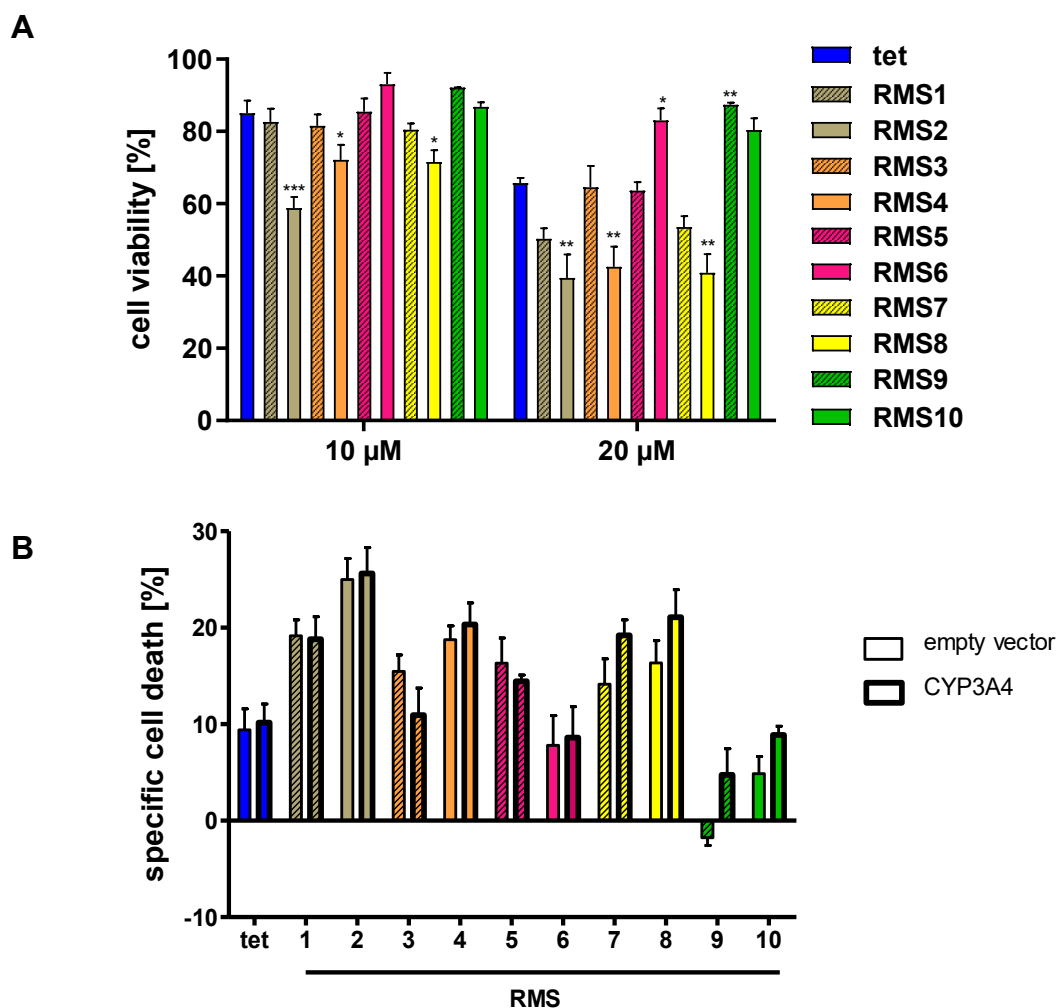 A
cell viability [%]
100
80
60
40
20
0
***
*
*
**
**
*
**
**
10 µM
20 µM
tet
RMS1
RMS2
RMS3
RMS4
RMS5
RMS6
RMS7
RMS8
RMS9
RMS10
B
specific cell death [%]
30
20
10
0
-10
tet 1 2 3 4 5 6 7 8 9 10
RMS
empty vector
CYP3A4